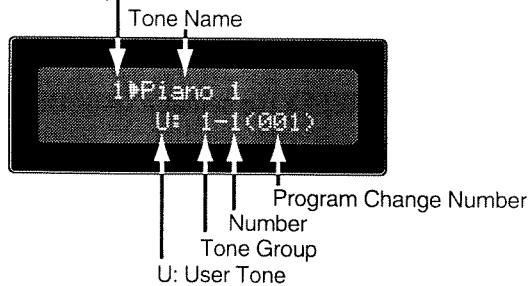 Tone Name
1▶Piano 1
U: 1-1(001)
Program Change Number
Number
Tone Group
U: User Tone